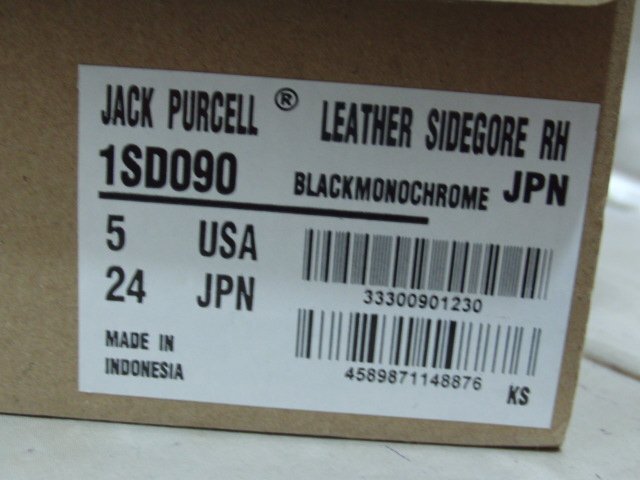 JACK PURCELL ® LEATHER SIDEGORE RH
1SD090 BLACKMONOCHROME JPN
5 USA
24 JPN
33300901230
MADE IN
INDONESIA
4589871148876 KS